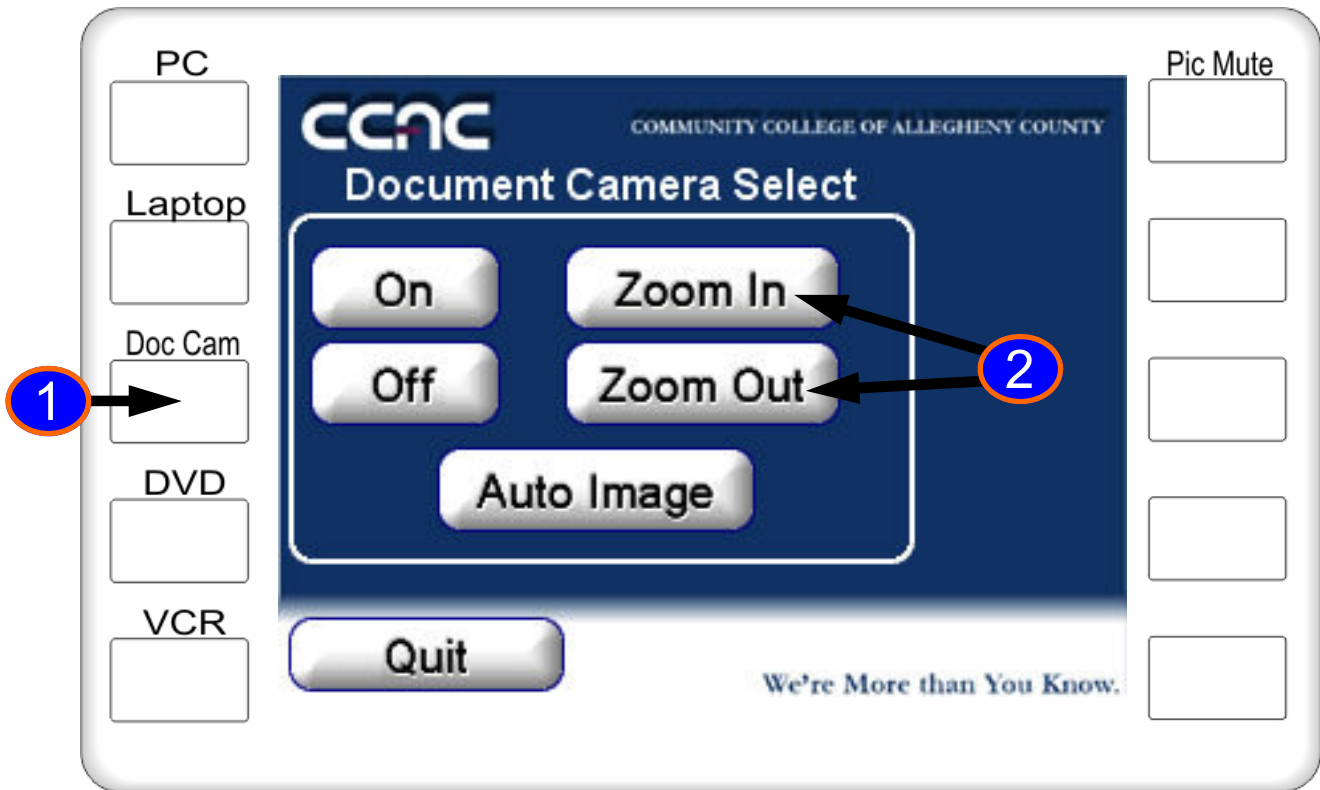 PC
Pic Mute
CCAC
COMMUNITY COLLEGE OF ALLEGHENY COUNTY
Document Camera Select
Laptop
On
Zoom In
Doc Cam
Off
Zoom Out
1
2
DVD
Auto Image
VCR
Quit
We're More than You Know.